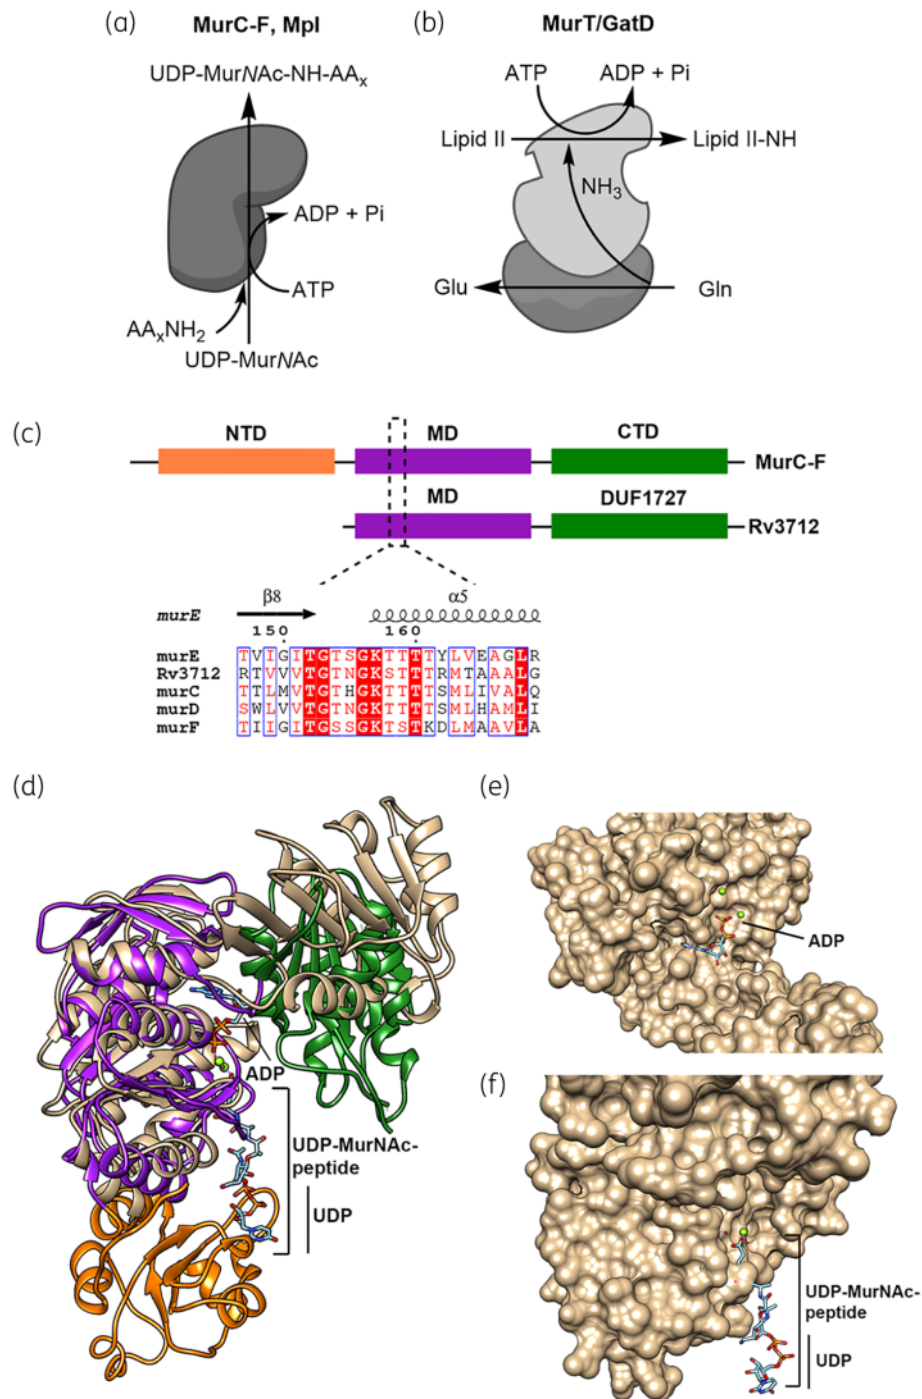 (a)
MurC-F, Mpl
UDP-MurNAc-NH-AAx
ADP + Pi
ATP
AAxNH2
UDP-MurNAc
(b)
MurT/GatD
ATP
ADP + Pi
Lipid II
Lipid II-NH
NH3
Glu
Gln
(c)
NTD
MD
CTD
MurC-F
MD
DUF1727
Rv3712
β8
α5
murE
150
160
murE TVIGITGTSGKTTTTYLVEAGLR
Rv3712 RTVVVTGTNGKSTTTRMTAAALG
murC TTLMVTGTHGKTTTTSMLIVALQ
murD SWLVVTGTNGKTTTTSMLHAMLI
murF TIIGITGSSGKTSTKDLMAAVLA
(d)
ADP
UDP-MurNAc-
peptide
UDP
(e)
ADP
(f)
UDP-MurNAc-
peptide
UDP